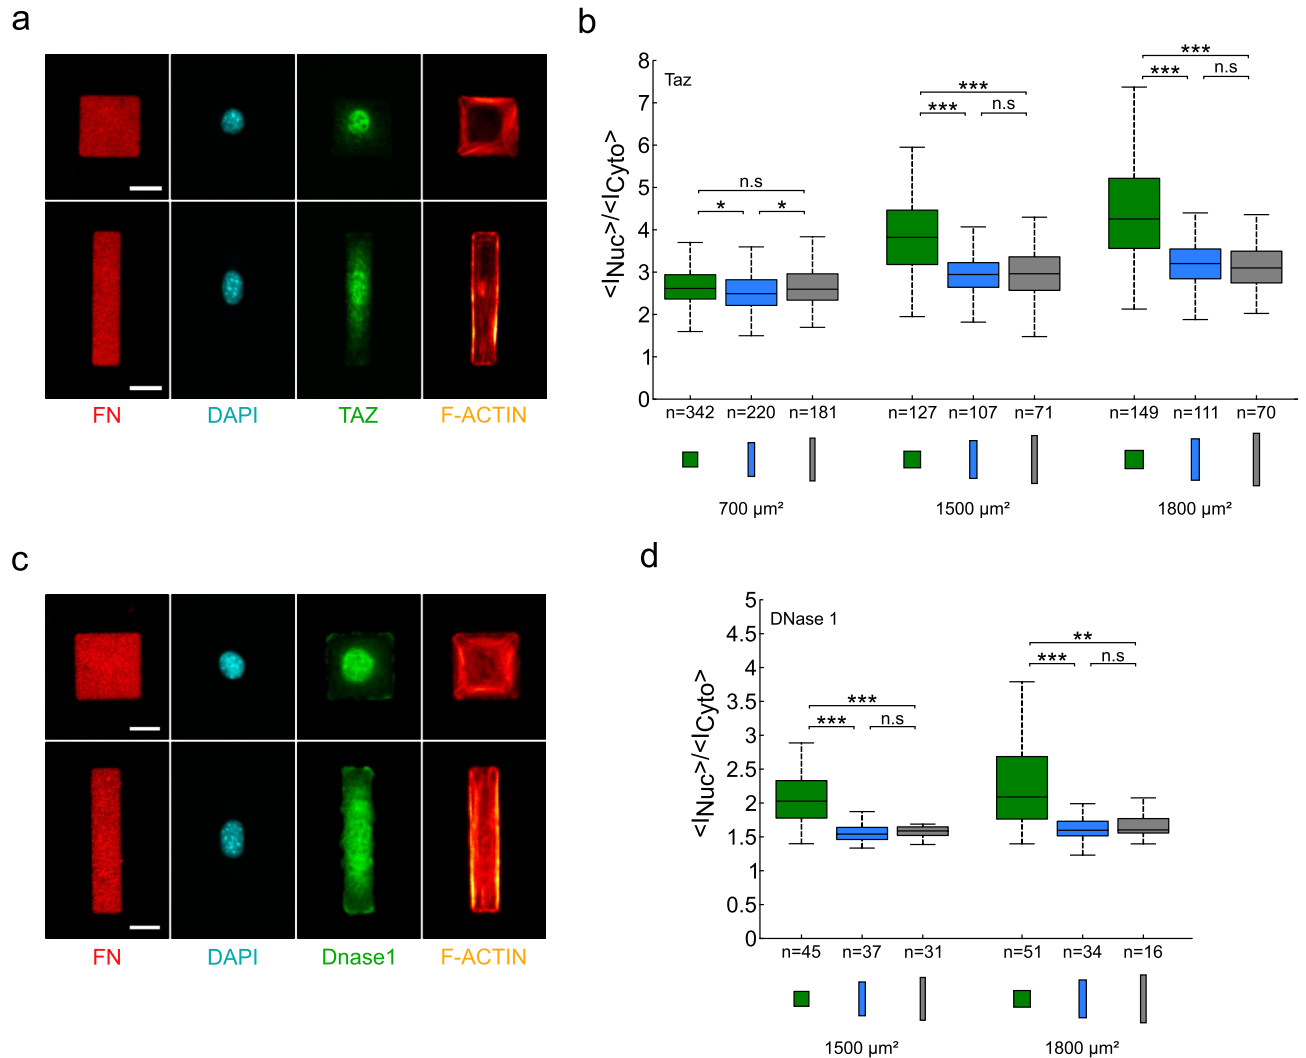 a
FN DAPI TAZ F-ACTIN
b
Taz
<INuc>/<ICyto>
8
7
6
5
4
3
2
1
0
n.s
* *
***
*** n.s
***
*** n.s
n=342 n=220 n=181 n=127 n=107 n=71 n=149 n=111 n=70
700 µm² 1500 µm² 1800 µm²
c
FN DAPI Dnase1 F-ACTIN
d
DNase 1
<INuc>/<ICyto>
5
4.5
4
3.5
3
2.5
2
1.5
1
0.5
0
***
*** n.s
**
*** n.s
n=45 n=37 n=31 n=51 n=34 n=16
1500 µm² 1800 µm²